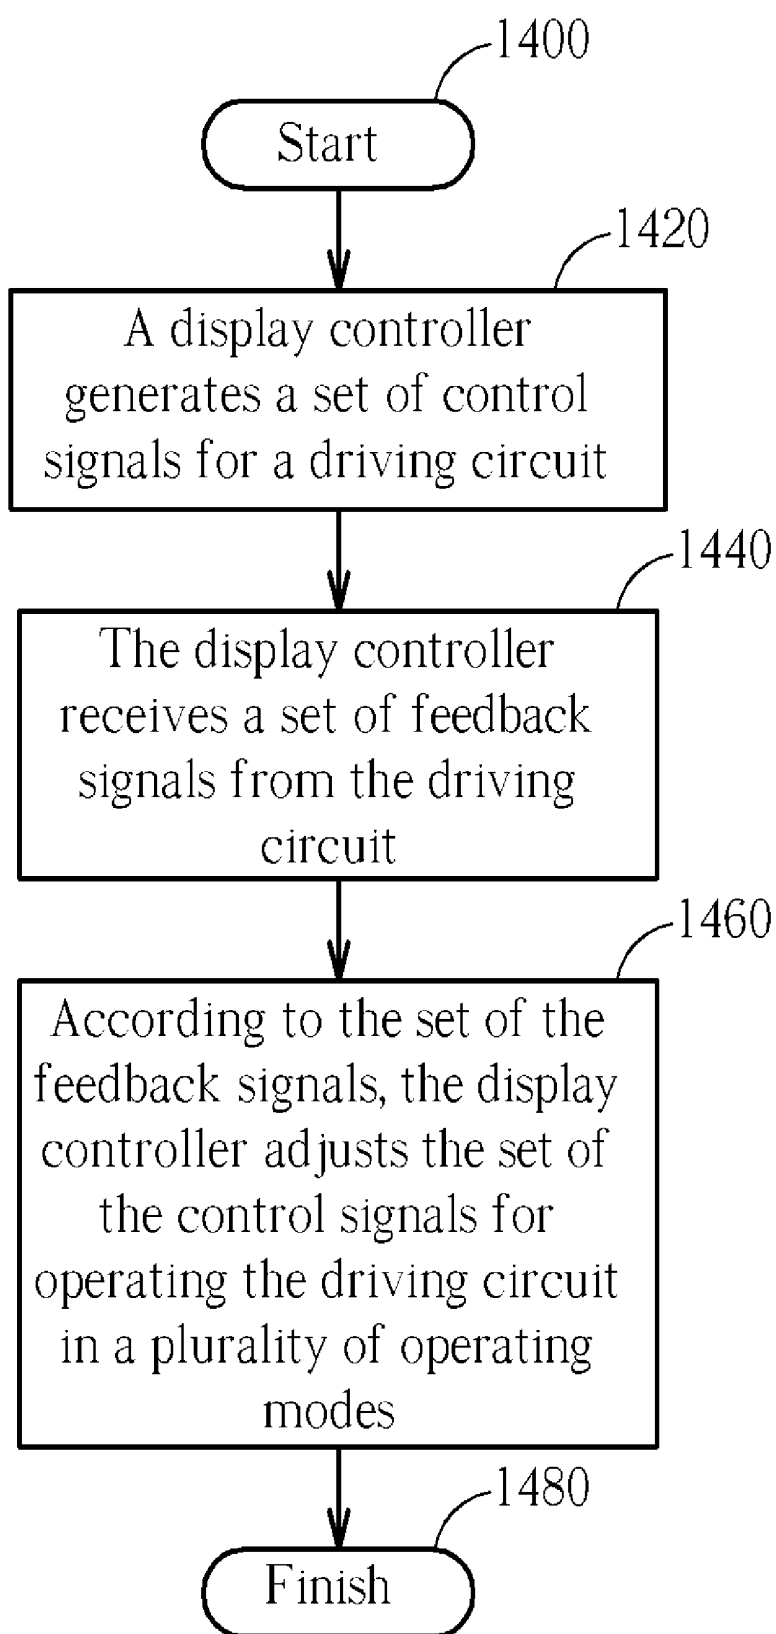 1400
Start
1420
A display controller
generates a set of control
signals for a driving circuit
1440
The display controller
receives a set of feedback
signals from the driving
circuit
1460
According to the set of the
feedback signals, the display
controller adjusts the set of
the control signals for
operating the driving circuit
in a plurality of operating
modes
1480
Finish